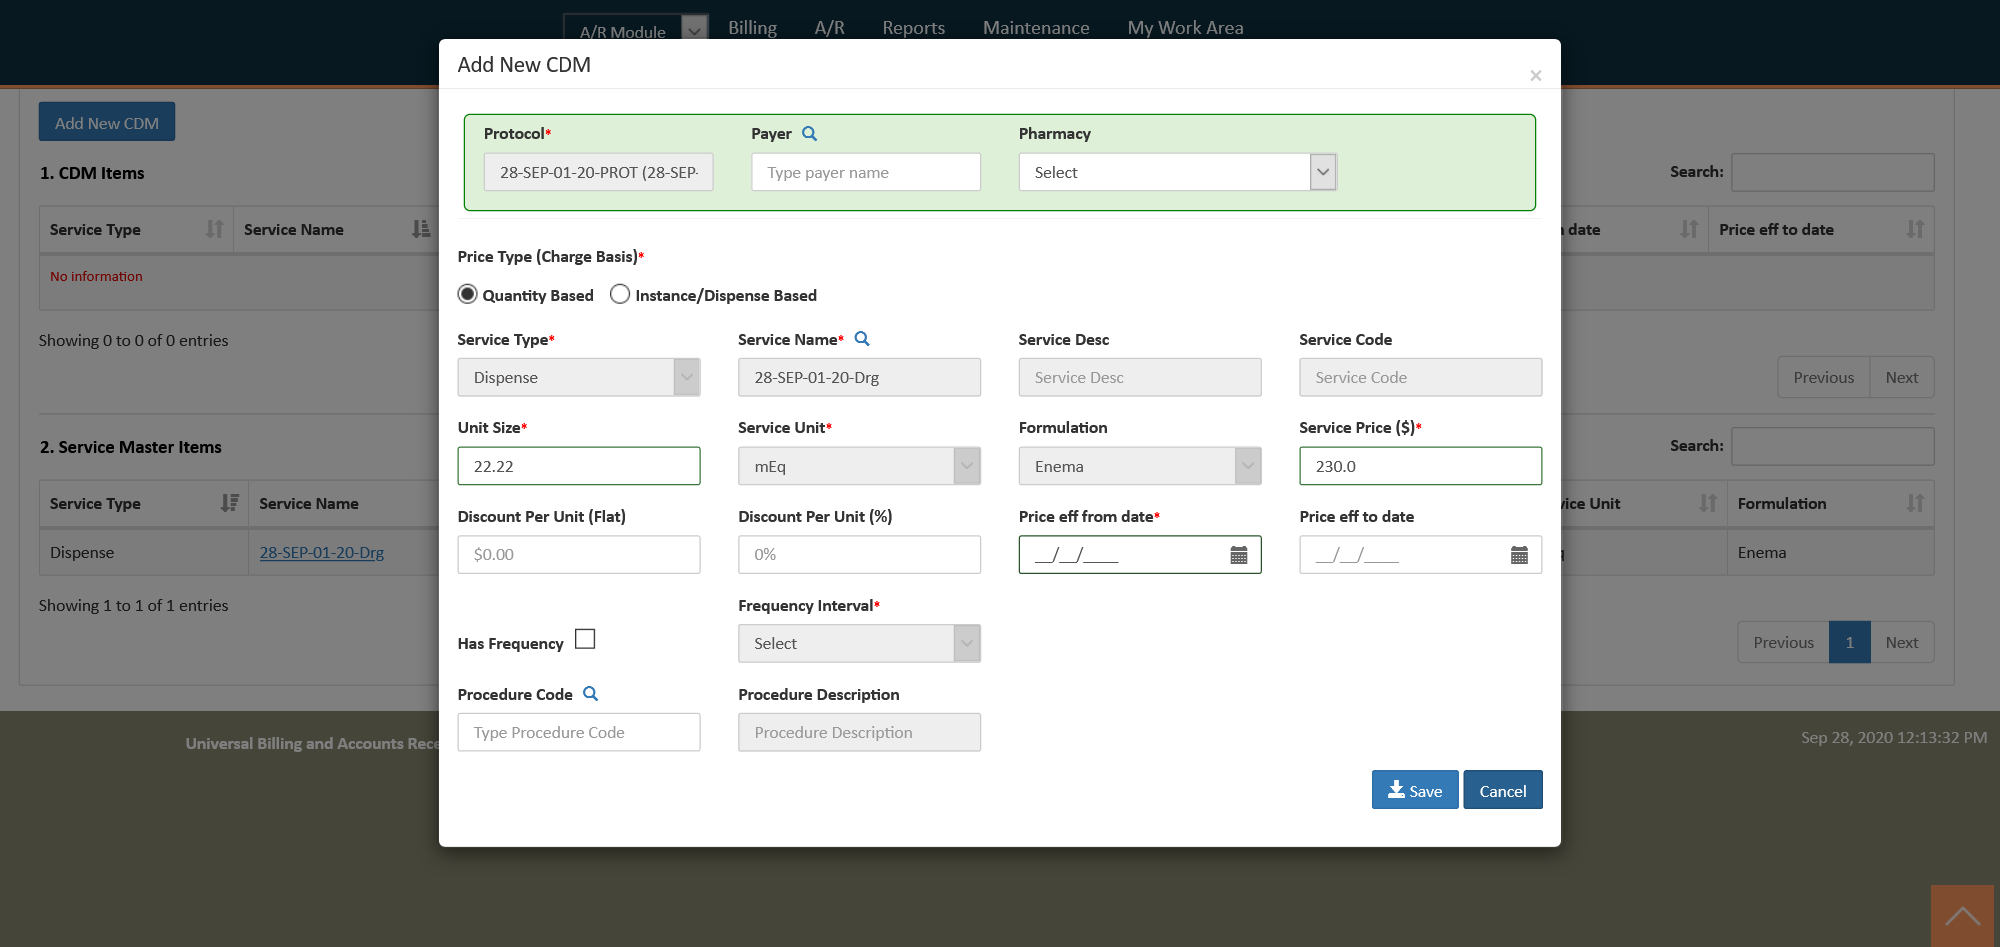 A/R Module
Billing
A/R
Reports
Maintenance
My Work Area
Add New CDM
×
Add New CDM
Protocol*
Payer
Pharmacy
28-SEP-01-20-PROT (28-SEP-
Type payer name
Select
1. CDM Items
Search:
Service Type
Service Name
date
Price eff to date
No information
Price Type (Charge Basis)*
Quantity Based
Instance/Dispense Based
Showing 0 to 0 of 0 entries
Service Type*
Service Name*
Service Desc
Service Code
Dispense
28-SEP-01-20-Drg
Service Desc
Service Code
Previous
Next
2. Service Master Items
Search:
Unit Size*
Service Unit*
Formulation
Service Price ($)*
22.22
mEq
Enema
230.0
Service Type
Service Name
vice Unit
Formulation
Discount Per Unit (Flat)
Discount Per Unit (%)
Price eff from date*
Price eff to date
$0.00
0%
__/__/____
__/__/____
Dispense
28-SEP-01-20-Drg
Enema
Showing 1 to 1 of 1 entries
Frequency Interval*
Has Frequency
Select
Previous
1
Next
Procedure Code
Procedure Description
Type Procedure Code
Procedure Description
Universal Billing and Accounts Rece
Sep 28, 2020 12:13:32 PM
Save
Cancel